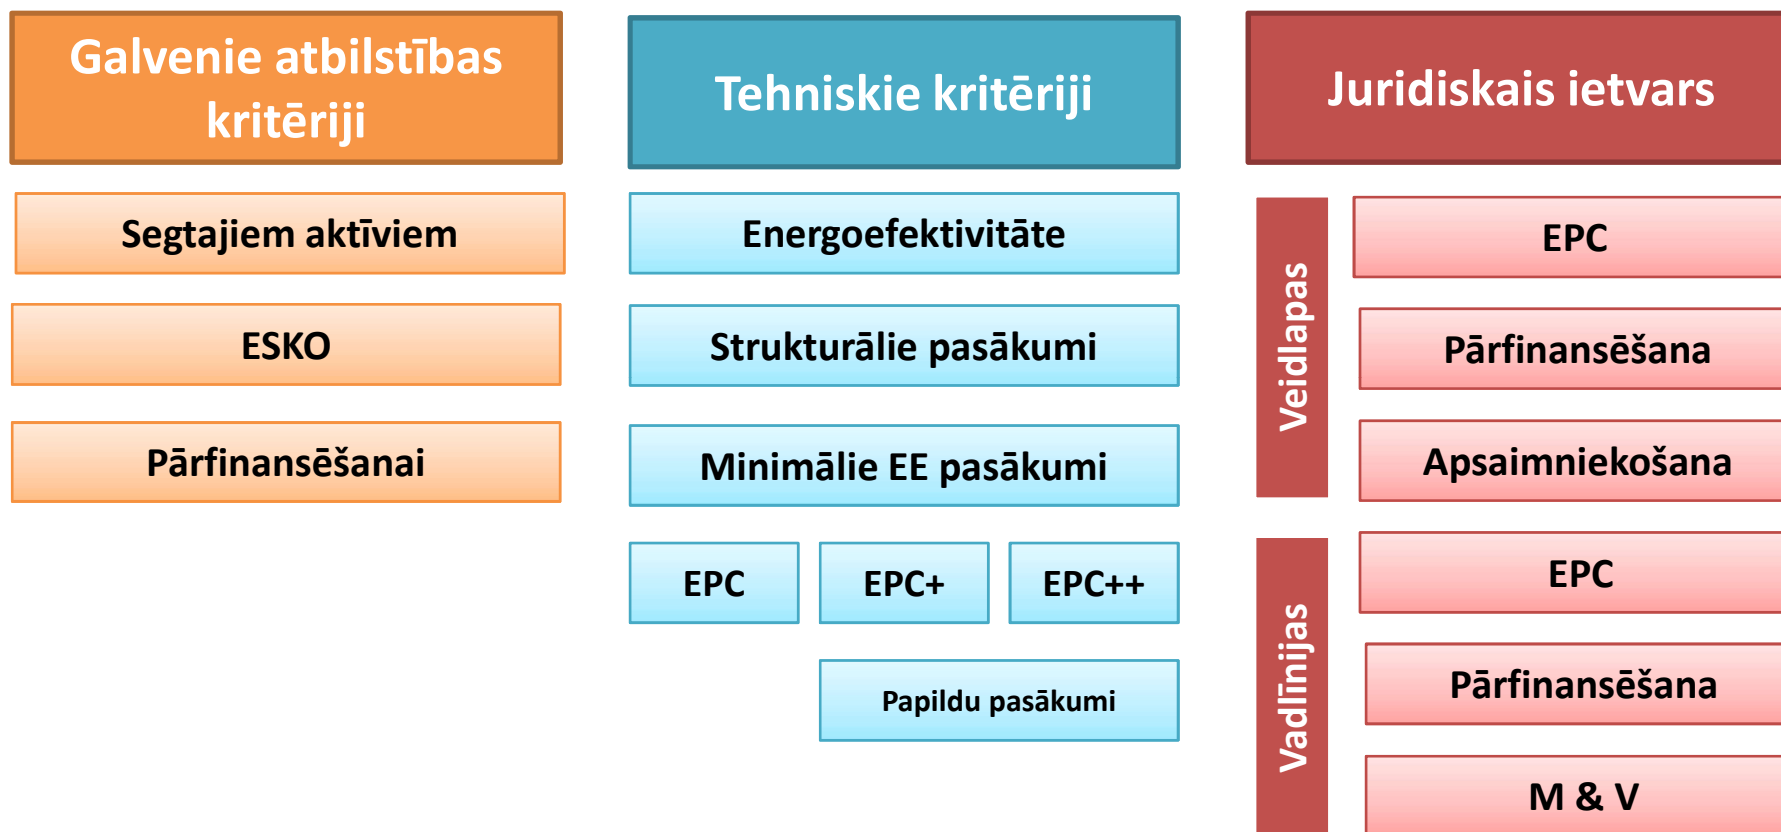 Galvenie atbilstības
kritēriji
Segtajiem aktīviem
ESKO
Pārfinansēšanai
Tehniskie kritēriji
Energoefektivitāte
Strukturālie pasākumi
Minimālie EE pasākumi
EPC
EPC+
EPC++
Papildu pasākumi
Juridiskais ietvars
Veidlapas
EPC
Pārfinansēšana
Apsaimniekošana
Vadlīnijas
EPC
Pārfinansēšana
M & V